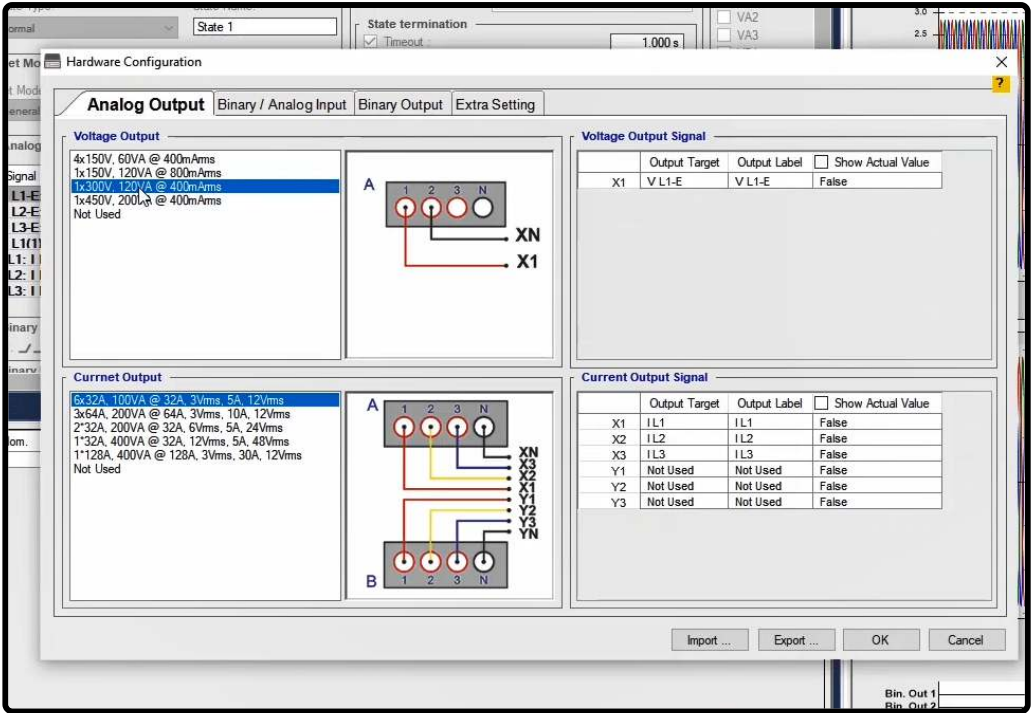 State 1
State termination
Timeout :
1.000 s
VA2
VA3
3.0
2.5
Hardware Configuration
?
Analog Output
Binary / Analog Input
Binary Output
Extra Setting
Voltage Output
4x150V, 60VA @ 400mArms
1x150V, 120VA @ 800mArms
1x300V, 120VA @ 400mArms
1x450V, 200VA @ 400mArms
Not Used
A
1 2 3 N
XN
X1
Voltage Output Signal
Output Target Output Label Show Actual Value
X1 V L1-E V L1-E False
Currnet Output
6x32A, 100VA @ 32A, 3Vrms, 5A, 12Vrms
3x64A, 200VA @ 64A, 3Vrms, 10A, 12Vrms
2*32A, 200VA @ 32A, 6Vrms, 5A, 24Vrms
1*32A, 400VA @ 32A, 12Vrms, 5A, 48Vrms
1*128A, 400VA @ 128A, 3Vrms, 30A, 12Vrms
Not Used
A
1 2 3 N
XN
X3
X2
X1
Y1
Y2
Y3
YN
B
1 2 3 N
Current Output Signal
Output Target Output Label Show Actual Value
X1 I L1 I L1 False
X2 I L2 I L2 False
X3 I L3 I L3 False
Y1 Not Used Not Used False
Y2 Not Used Not Used False
Y3 Not Used Not Used False
Import ...
Export ...
OK
Cancel
Signal
L1-E
L2-E
L3-E
L1(1)
L1: I
L2: I
L3: I
Bin. Out 1
Bin. Out 2